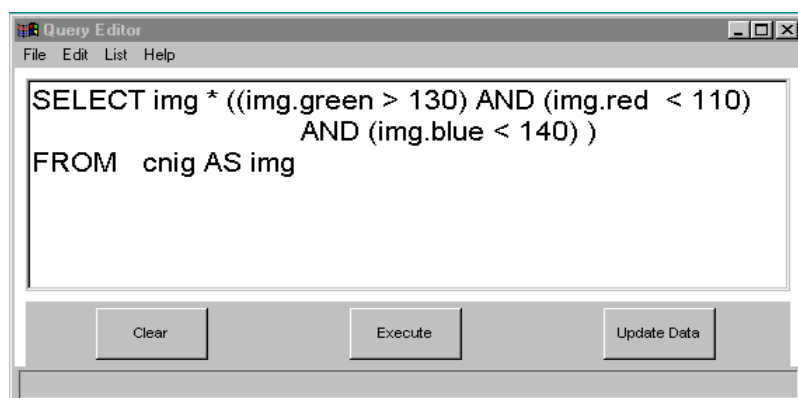 Query Editor
File Edit List Help
SELECT img * ((img.green > 130) AND (img.red < 110)
AND (img.blue < 140) )
FROM cnig AS img
Clear Execute Update Data